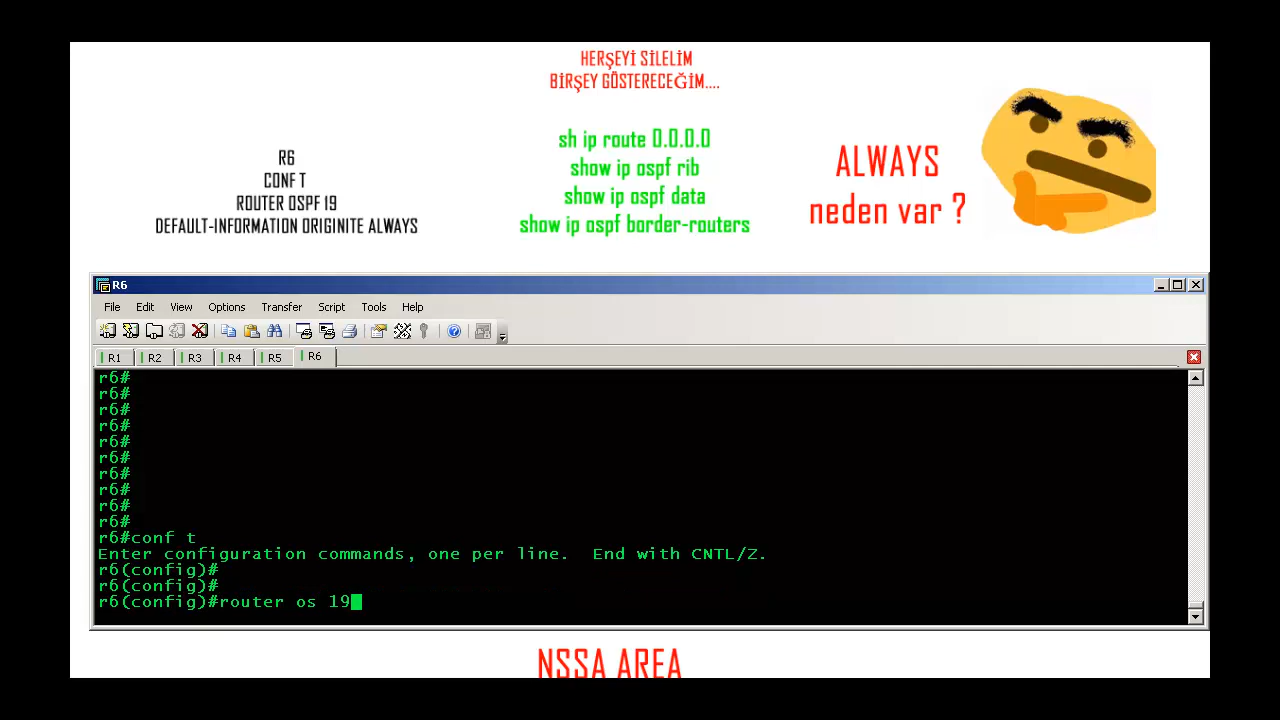 HERŞEYİ SİLELİM
BİRŞEY GÖSTERECEĞİM....
R6
CONF T
ROUTER OSPF 19
DEFAULT-INFORMATION ORIGINITE ALWAYS
sh ip route 0.0.0.0
show ip ospf rib
show ip ospf data
show ip ospf border-routers
ALWAYS
neden var ?
R6
File Edit View Options Transfer Script Tools Help
R1 R2 R3 R4 R5 R6
r6#
r6#
r6#
r6#
r6#
r6#
r6#
r6#
r6#
r6#
r6#conf t
Enter configuration commands, one per line.  End with CNTL/Z.
r6(config)#
r6(config)#
r6(config)#router os 19
NSSA AREA